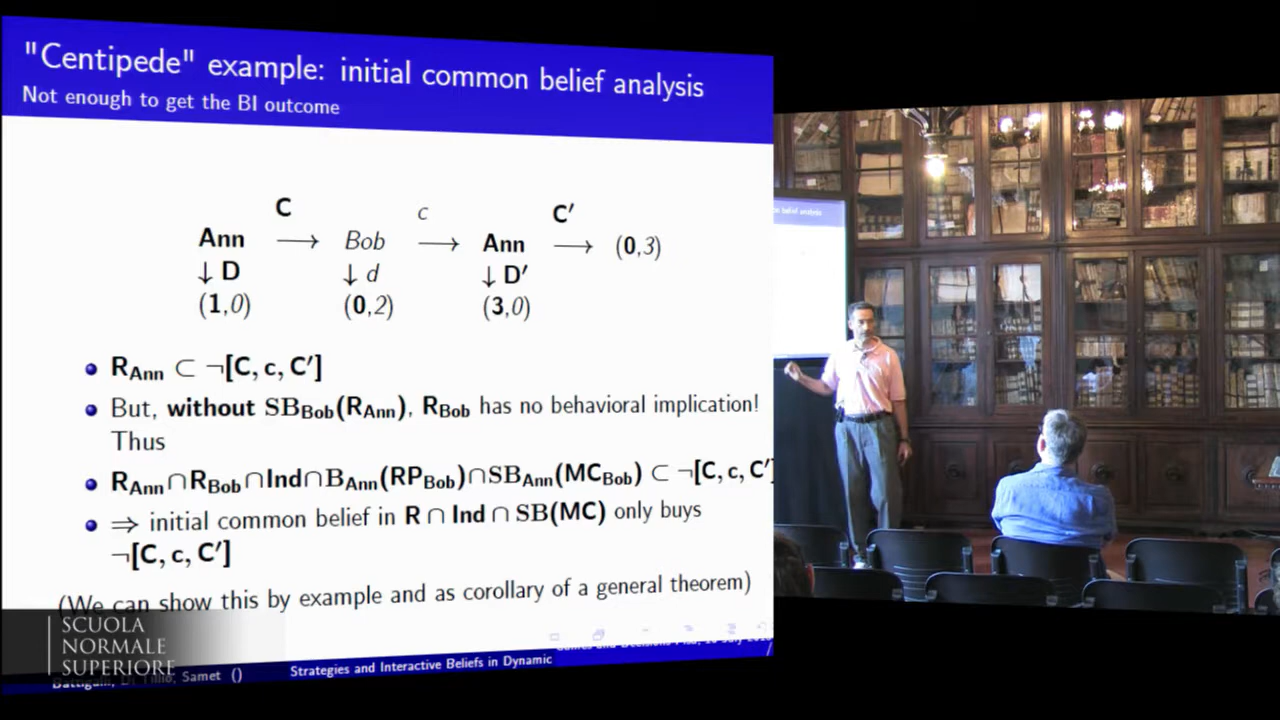 "Centipede" example: initial common belief analysis
Not enough to get the BI outcome
C c C′
Ann → Bob → Ann → (0,3)
↓ D ↓ d ↓ D′
(1,0) (0,2) (3,0)
• R_Ann ⊂ ¬[C, c, C′]
• But, without SB_Bob(R_Ann), R_Bob has no behavioral implication!
Thus
• R_Ann∩R_Bob∩Ind∩B_Ann(RP_Bob)∩SB_Ann(MC_Bob) ⊂ ¬[C, c, C′]
• ⇒ initial common belief in R ∩ Ind ∩ SB(MC) only buys
¬[C, c, C′]
(We can show this by example and as corollary of a general theorem)
SCUOLA
NORMALE
SUPERIORE
Samet () Strategies and Interactive Beliefs in Dynamic
belief analysis